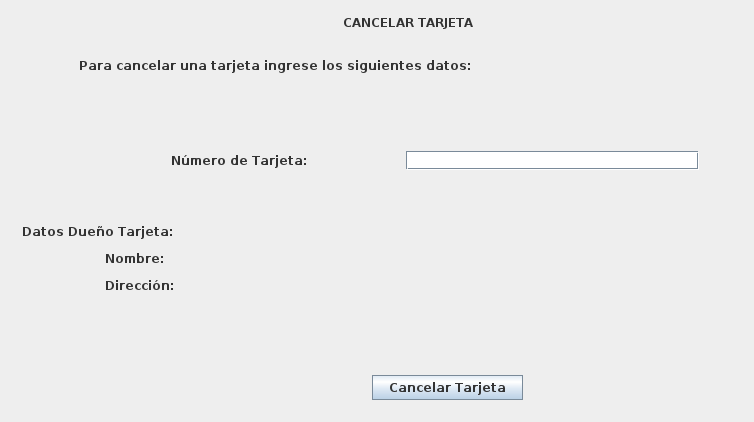 CANCELAR TARJETA
Para cancelar una tarjeta ingrese los siguientes datos:
Número de Tarjeta:
Datos Dueño Tarjeta:
Nombre:
Dirección:
Cancelar Tarjeta